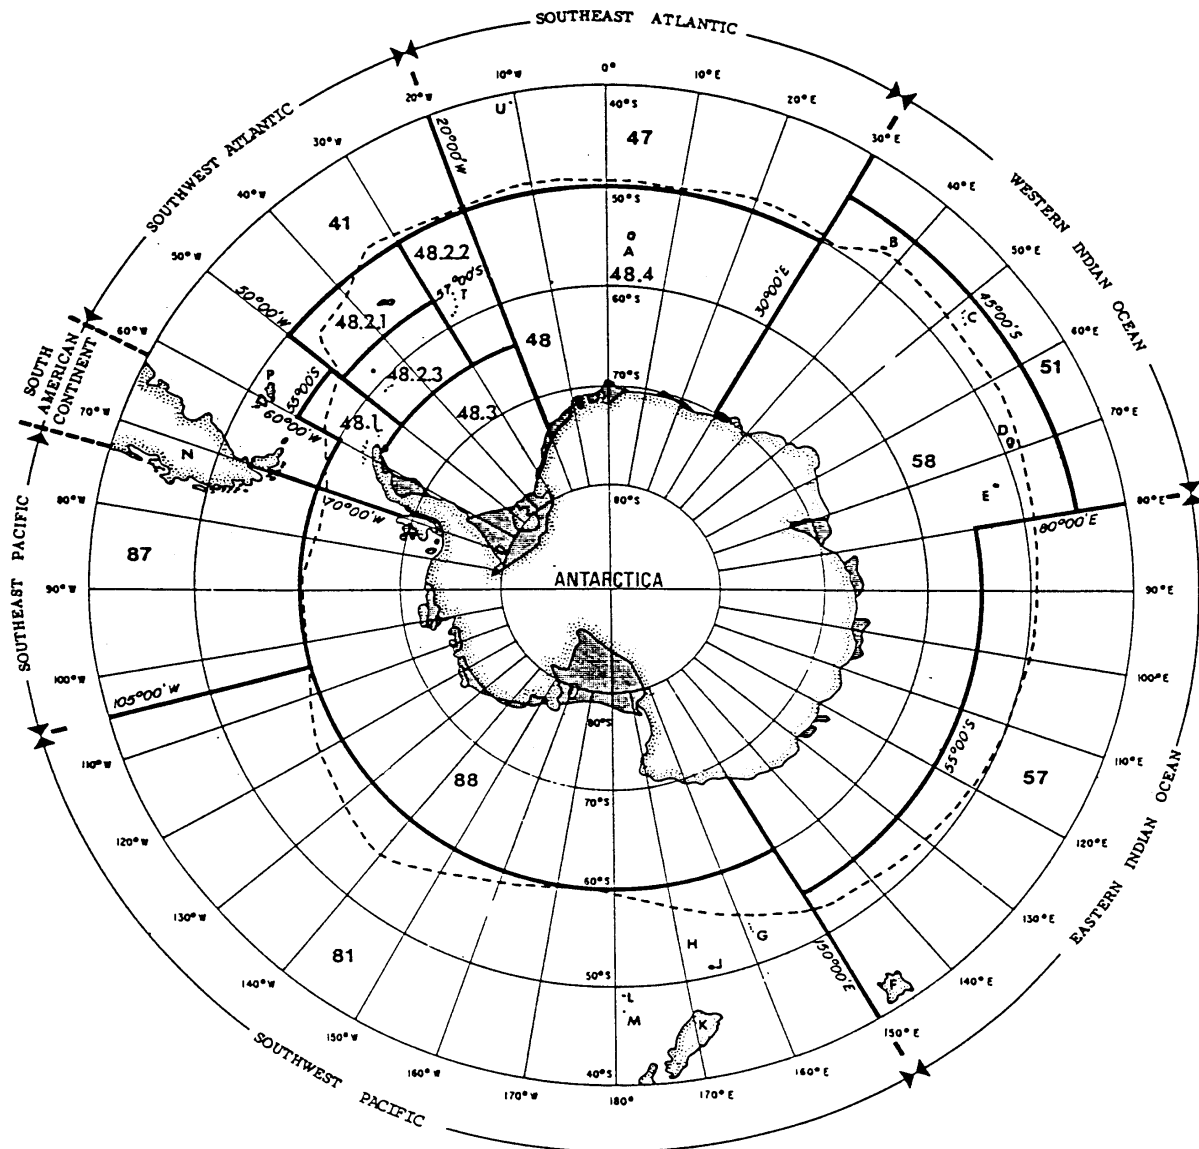 SOUTHEAST ATLANTIC
SOUTHWEST ATLANTIC
WESTERN INDIAN OCEAN
EASTERN INDIAN OCEAN
SOUTHWEST PACIFIC
SOUTHEAST PACIFIC
SOUTH
AMERICAN
CONTINENT
0°
10°E
20°E
30°E
40°E
50°E
60°E
70°E
80°E
90°E
100°E
110°E
120°E
130°E
140°E
150°E
160°E
170°E
180°
170°W
160°W
150°W
140°W
130°W
120°W
110°W
100°W
90°W
80°W
70°W
60°W
50°W
40°W
30°W
20°W
10°W
40°S
50°S
60°S
70°S
80°S
80°S
70°S
60°S
50°S
40°S
20°00'W
30°00'E
45°00'S
80°00'E
55°00'S
150°00'E
105°00'W
70°00'W
60°00'W
55°00'S
50°00'W
57°00'S
47
41
48.2.2
48.4
48.2.1
48.2.3
48
48.1
48.3
51
58
57
87
88
81
ANTARCTICA
U
A
B
C
D
E
F
G
H
J
K
L
M
N
P
T